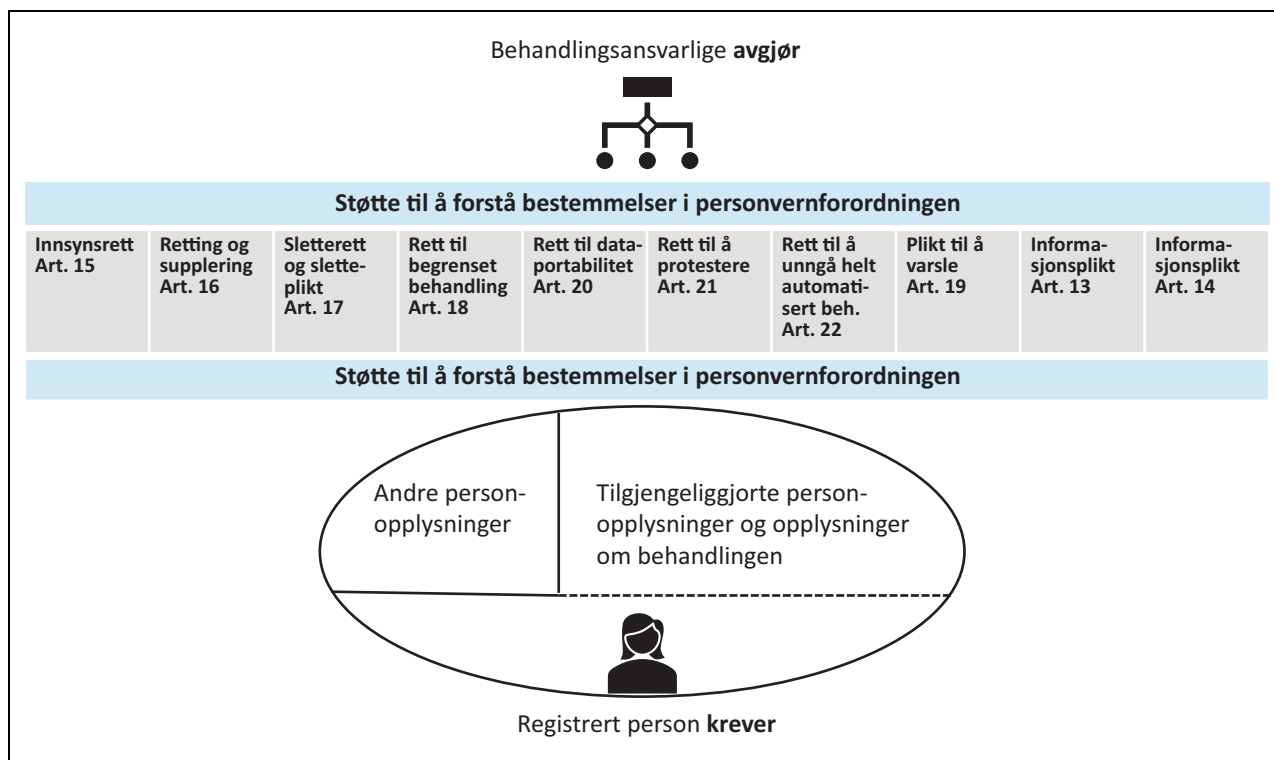 Behandlingsansvarlige avgjør
Støtte til å forstå bestemmelser i personvernforordningen
Innsynsrett
Art. 15
Retting og
supplering
Art. 16
Sletterett
og slette-
plikt
Art. 17
Rett til
begrenset
behandling
Art. 18
Rett til data-
portabilitet
Art. 20
Rett til å
protestere
Art. 21
Rett til å
unngå helt
automati-
sert beh.
Art. 22
Plikt til å
varsle
Art. 19
Informa-
sjonsplikt
Art. 13
Informa-
sjonsplikt
Art. 14
Støtte til å forstå bestemmelser i personvernforordningen
Andre person-
opplysninger
Tilgjengeliggjorte person-
opplysninger og opplysninger
om behandlingen
Registrert person krever